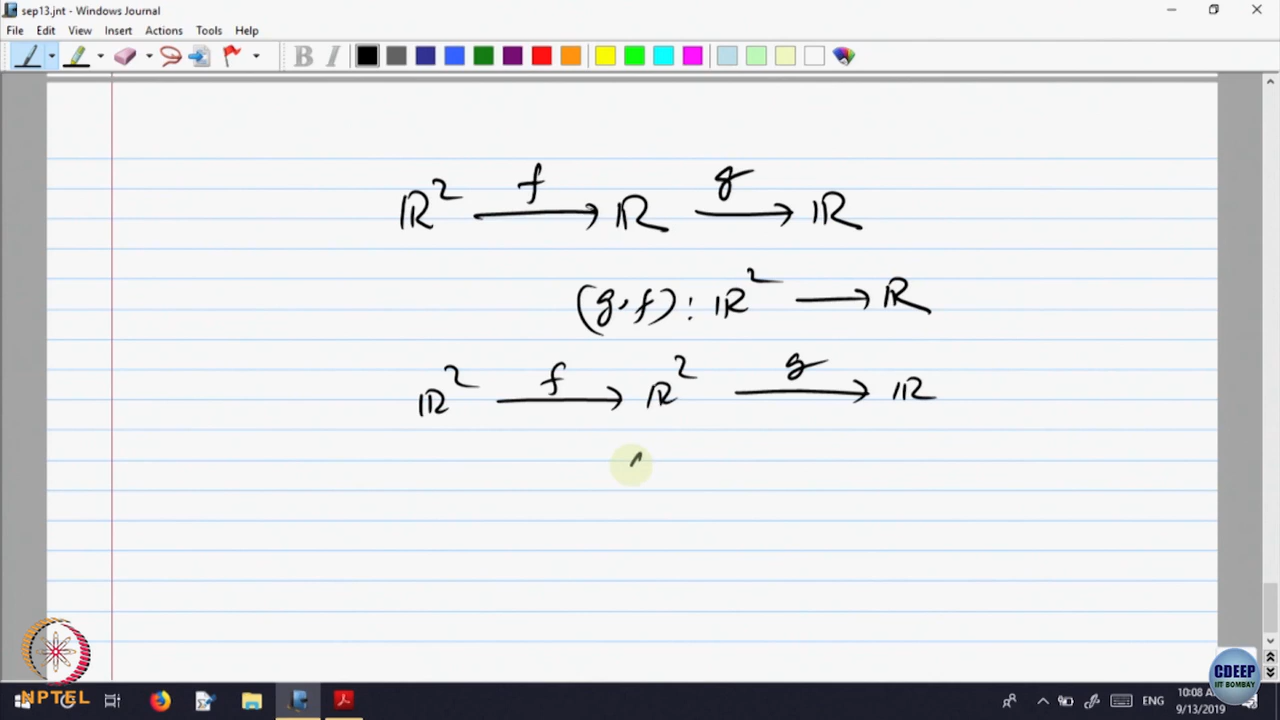 sep13.jnt - Windows Journal
File Edit View Insert Actions Tools Help
B I
ℝ² —f→ ℝ —g→ ℝ
(g·f) : ℝ² → ℝ
ℝ² —f→ ℝ² —g→ ℝ
NPTEL
CDEEP
IIT BOMBAY
ENG
10:08 A
9/13/2019